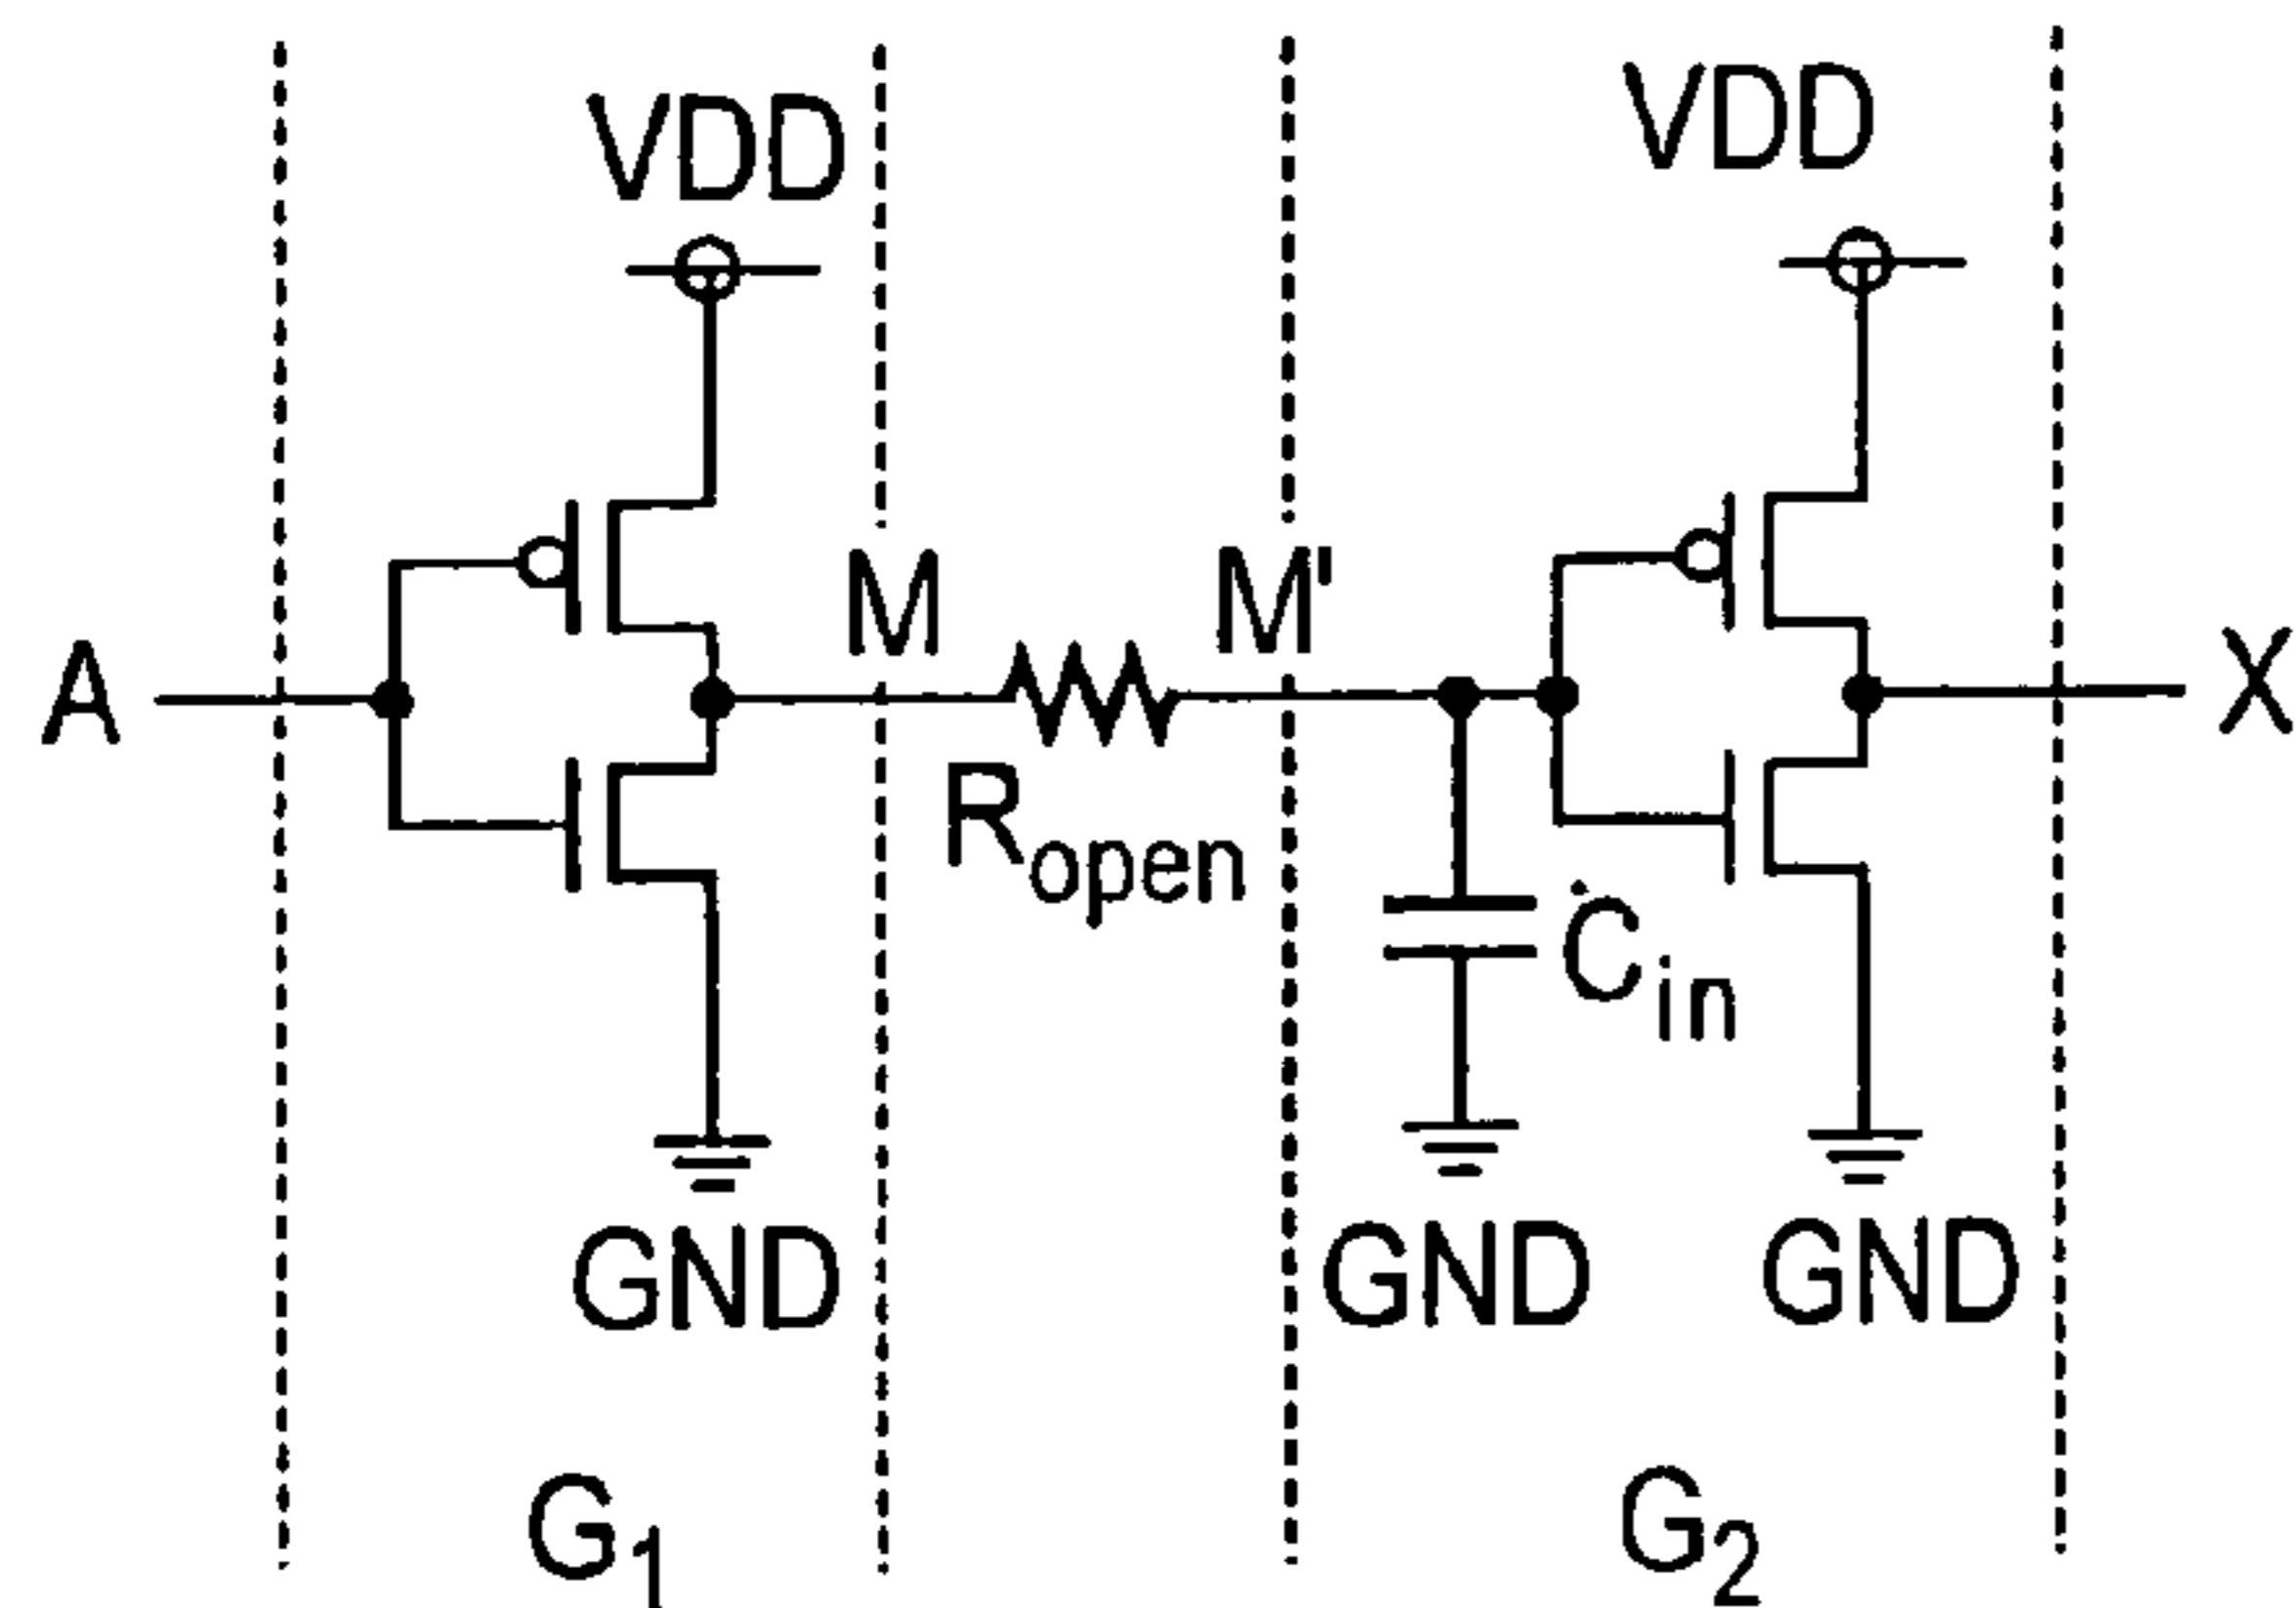 VDD
VDD
M
M'
A
X
R_open
C_in
GND
GND
GND
G_1
G_2